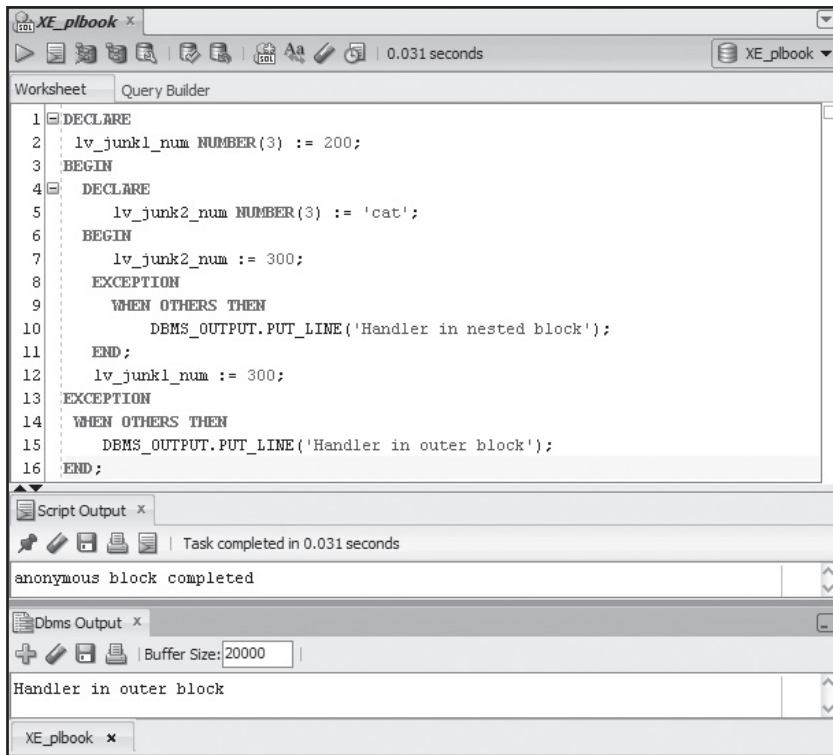 SQL XE_plbook x
SQL Aa 0.031 seconds XE_plbook
Worksheet Query Builder
1 DECLARE
2 lv_junk1_num NUMBER(3) := 200;
3 BEGIN
4 DECLARE
5 lv_junk2_num NUMBER(3) := 'cat';
6 BEGIN
7 lv_junk2_num := 300;
8 EXCEPTION
9 WHEN OTHERS THEN
10 DBMS_OUTPUT.PUT_LINE('Handler in nested block');
11 END;
12 lv_junk1_num := 300;
13 EXCEPTION
14 WHEN OTHERS THEN
15 DBMS_OUTPUT.PUT_LINE('Handler in outer block');
16 END;
Script Output x
Task completed in 0.031 seconds
anonymous block completed
Dbms Output x
Buffer Size: 20000
Handler in outer block
XE_plbook x